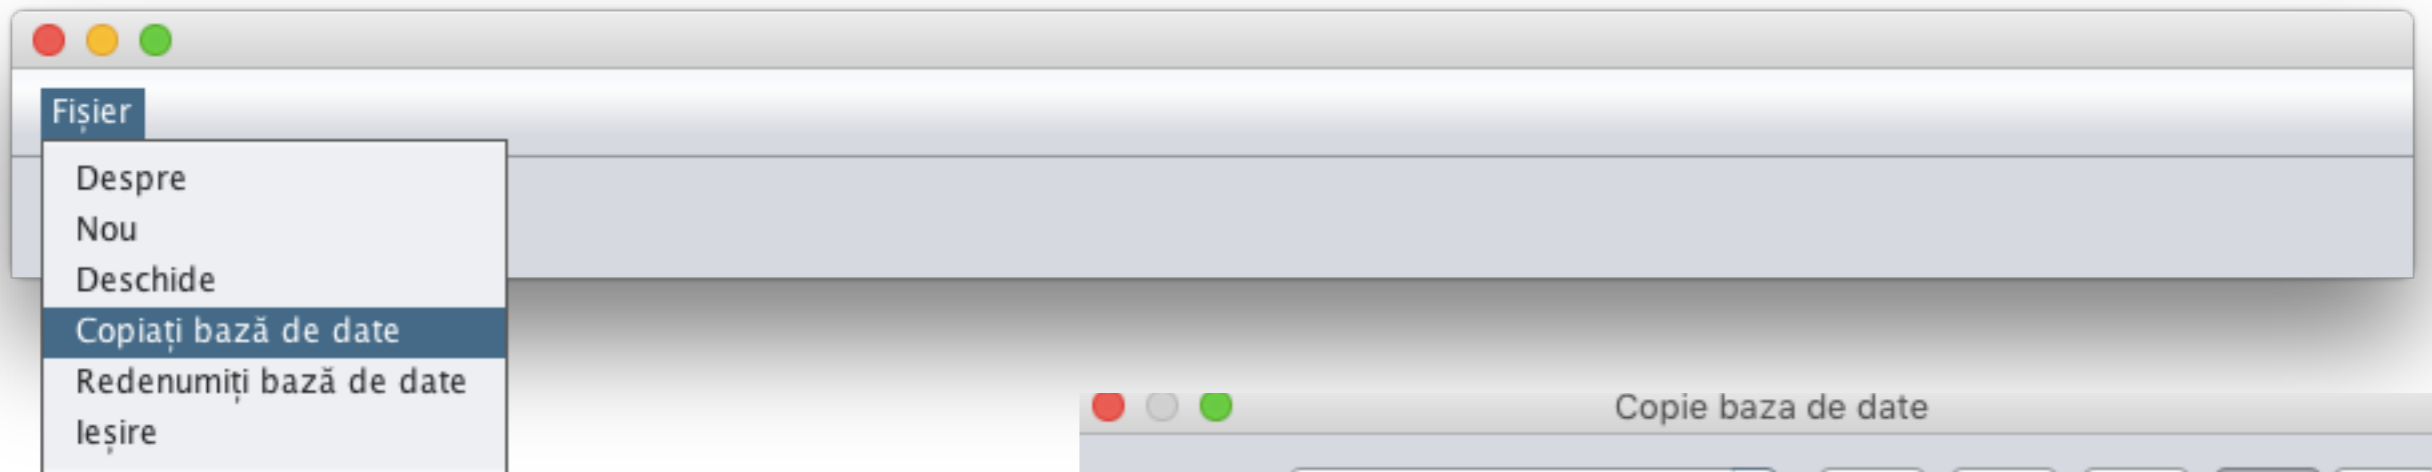 Fișier
Despre
Nou
Deschide
Copiați bază de date
Redenumiți bază de date
Ieșire
Copie baza de date